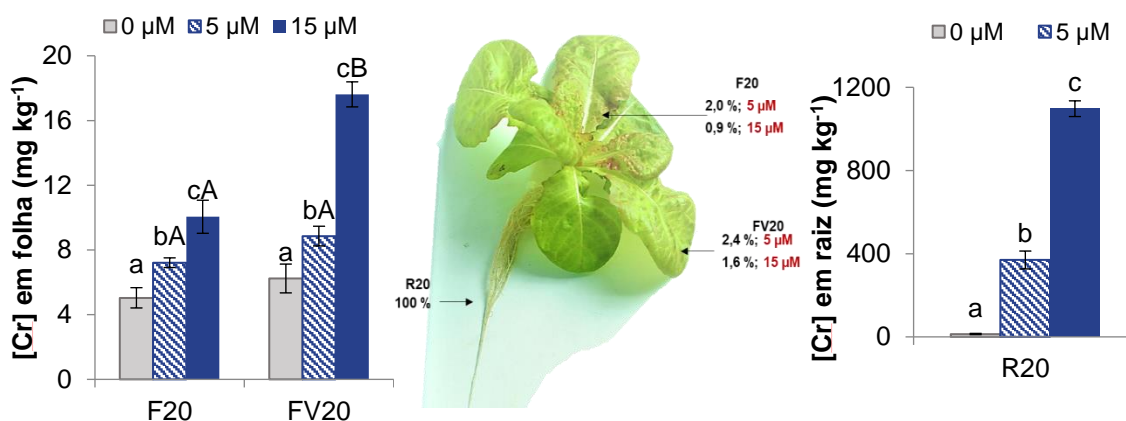 0 µM 5 µM 15 µM
[Cr] em folha (mg kg⁻¹)
20
16
12
8
4
0
a
bA
cA
a
bA
cB
F20
FV20
F20
2,0 %; 5 µM
0,9 %; 15 µM
FV20
2,4 %; 5 µM
1,6 %; 15 µM
R20
100 %
0 µM 5 µM
[Cr] em raiz (mg kg⁻¹)
1200
800
400
0
a
b
c
R20